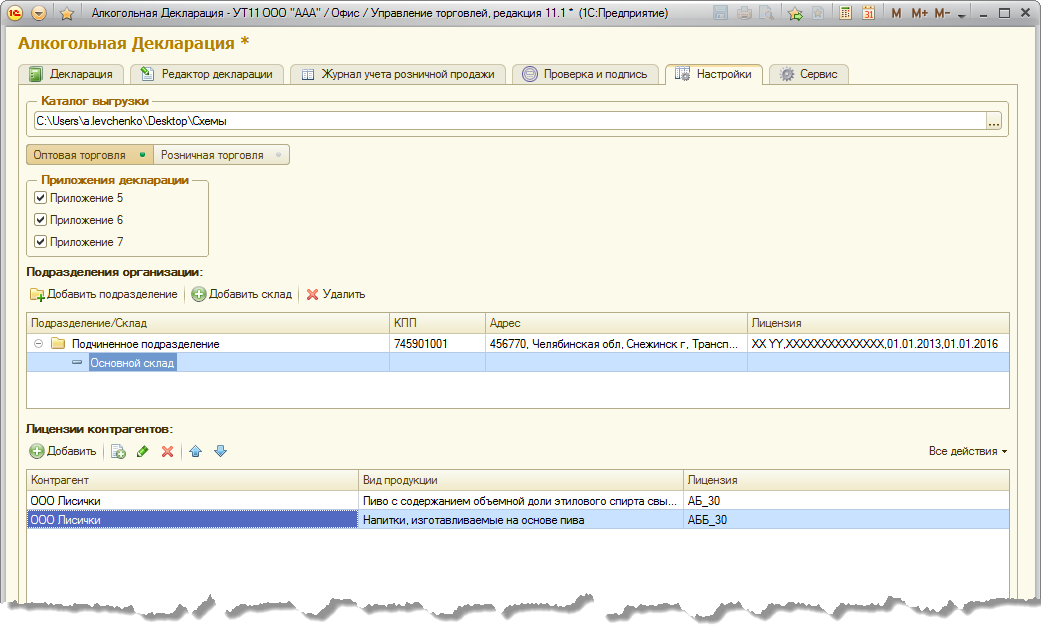 Алкогольная Декларация - УТ11 ООО "ААА" / Офис / Управление торговлей, редакция 11.1 * (1С:Предприятие)
M M+ M-
Алкогольная Декларация *
Декларация Редактор декларации Журнал учета розничной продажи Проверка и подпись Настройки Сервис
Каталог выгрузки
C:\Users\a.levchenko\Desktop\Схемы ...
Оптовая торговля Розничная торговля
Приложения декларации
Приложение 5
Приложение 6
Приложение 7
Подразделения организации:
Добавить подразделение Добавить склад Удалить
Подразделение/Склад КПП Адрес Лицензия
Подчиненное подразделение 745901001 456770, Челябинская обл, Снежинск г, Трансп... XX YY,XXXXXXXXXXXXXXX,01.01.2013,01.01.2016
Основной склад
Лицензии контрагентов:
Добавить Все действия
Контрагент Вид продукции Лицензия
ООО Лисички Пиво с содержанием объемной доли этилового спирта свы... АБ_30
ООО Лисички Напитки, изготавливаемые на основе пива АББ_30